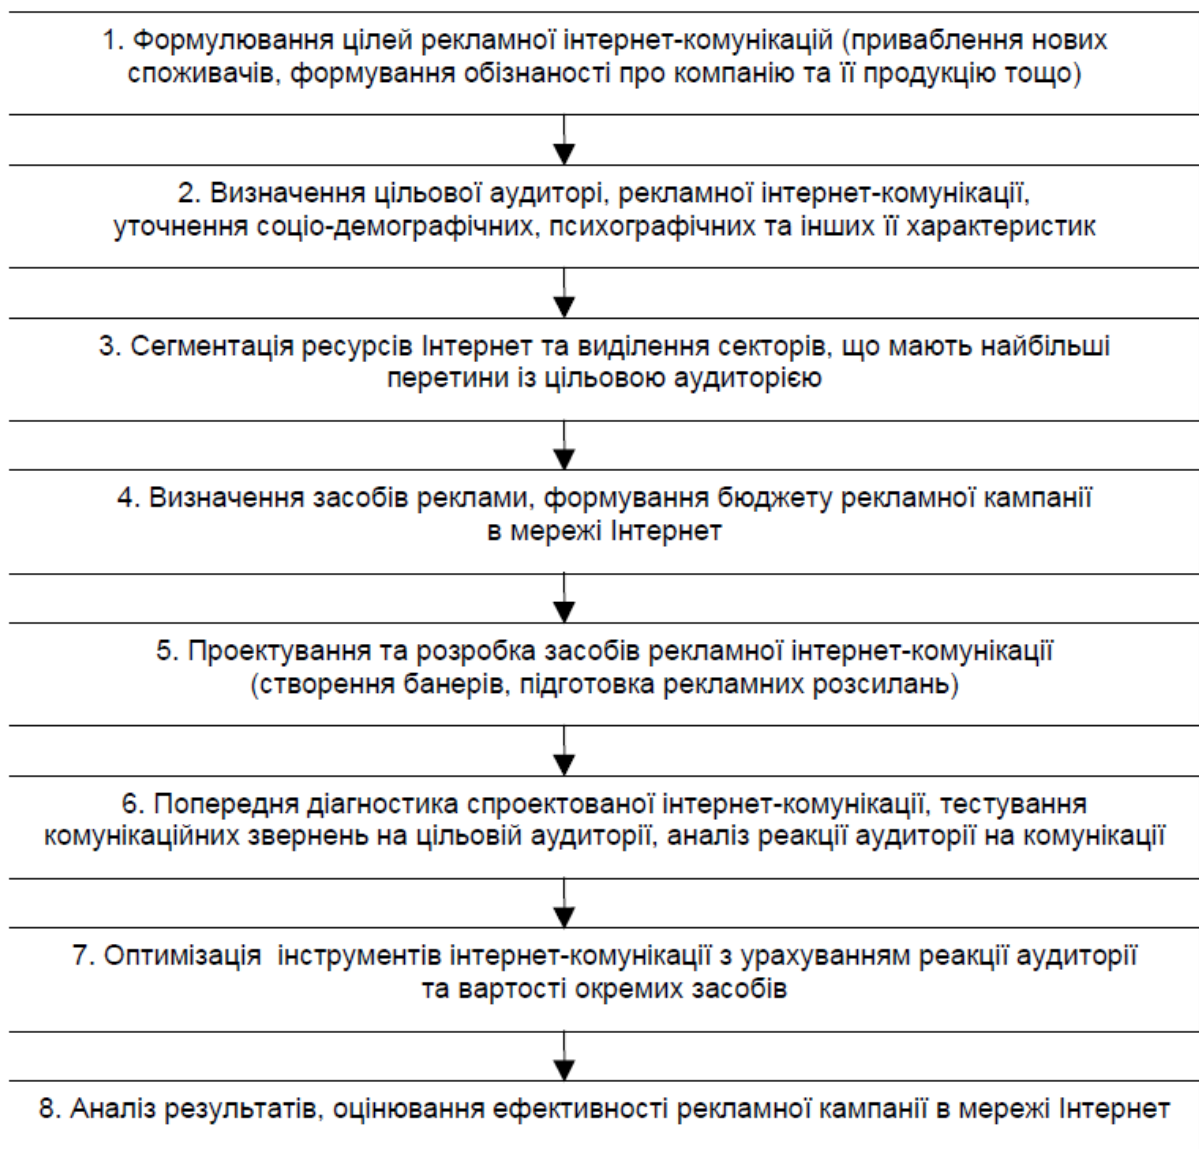 1. Формулювання цілей рекламної інтернет-комунікацій (приваблення нових
споживачів, формування обізнаності про компанію та її продукцію тощо)
2. Визначення цільової аудиторі, рекламної інтернет-комунікації,
уточнення соціо-демографічних, психографічних та інших її характеристик
3. Сегментація ресурсів Інтернет та виділення секторів, що мають найбільші
перетини із цільовою аудиторією
4. Визначення засобів реклами, формування бюджету рекламної кампанії
в мережі Інтернет
5. Проектування та розробка засобів рекламної інтернет-комунікації
(створення банерів, підготовка рекламних розсилань)
6. Попередня діагностика спроектованої інтернет-комунікації, тестування
комунікаційних звернень на цільовій аудиторії, аналіз реакції аудиторії на комунікації
7. Оптимізація інструментів інтернет-комунікації з урахуванням реакції аудиторії
та вартості окремих засобів
8. Аналіз результатів, оцінювання ефективності рекламної кампанії в мережі Інтернет